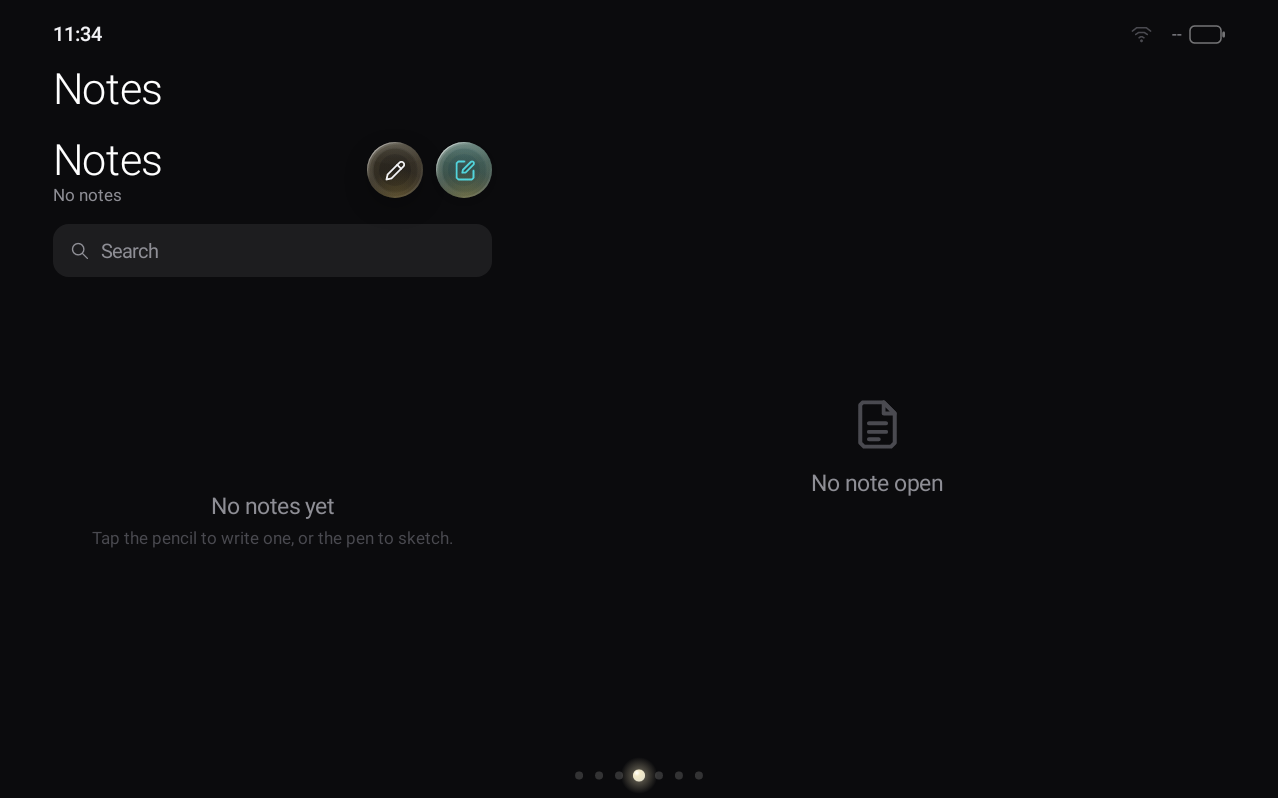 11:34
--
Notes
Notes
No notes
Search
No notes yet
Tap the pencil to write one, or the pen to sketch.
No note open